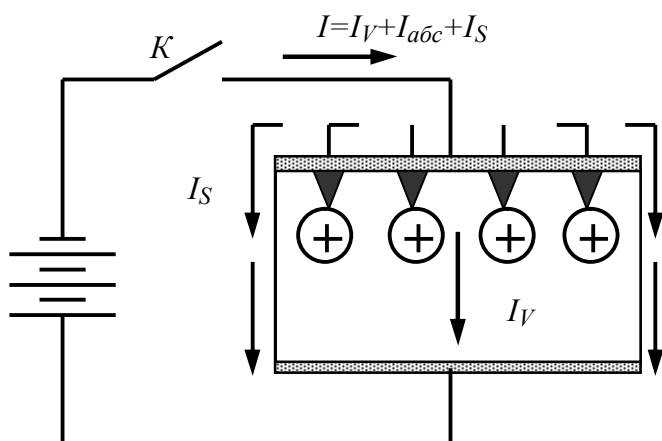 К
I=I_V+I_абс+I_S
I_S
+ + + +
I_V